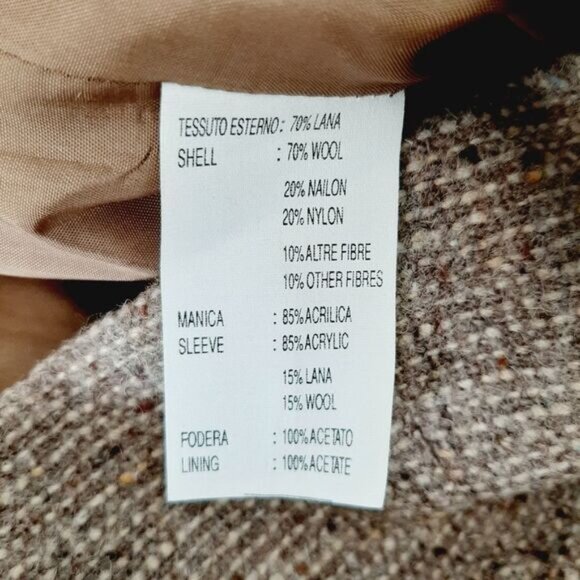 TESSUTO ESTERNO: 70% LANA
SHELL : 70% WOOL
20% NAILON
20% NYLON
10% ALTRE FIBRE
10% OTHER FIBRES
MANICA : 85% ACRILICA
SLEEVE : 85% ACRYLIC
15% LANA
15% WOOL
FODERA : 100% ACETATO
LINING : 100% ACETATE